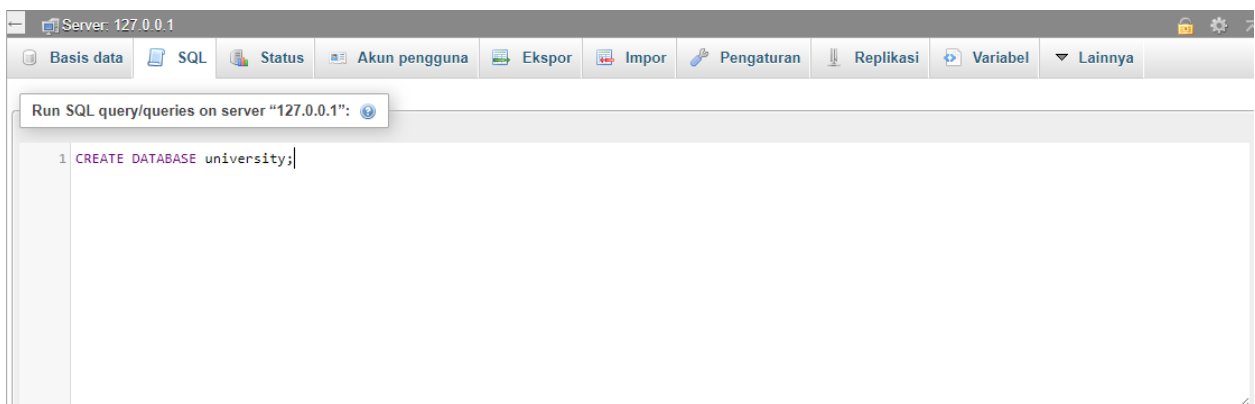 Server: 127.0.0.1
Basis data SQL Status Akun pengguna Ekspor Impor Pengaturan Replikasi Variabel Lainnya
Run SQL query/queries on server “127.0.0.1”:
1 CREATE DATABASE university;